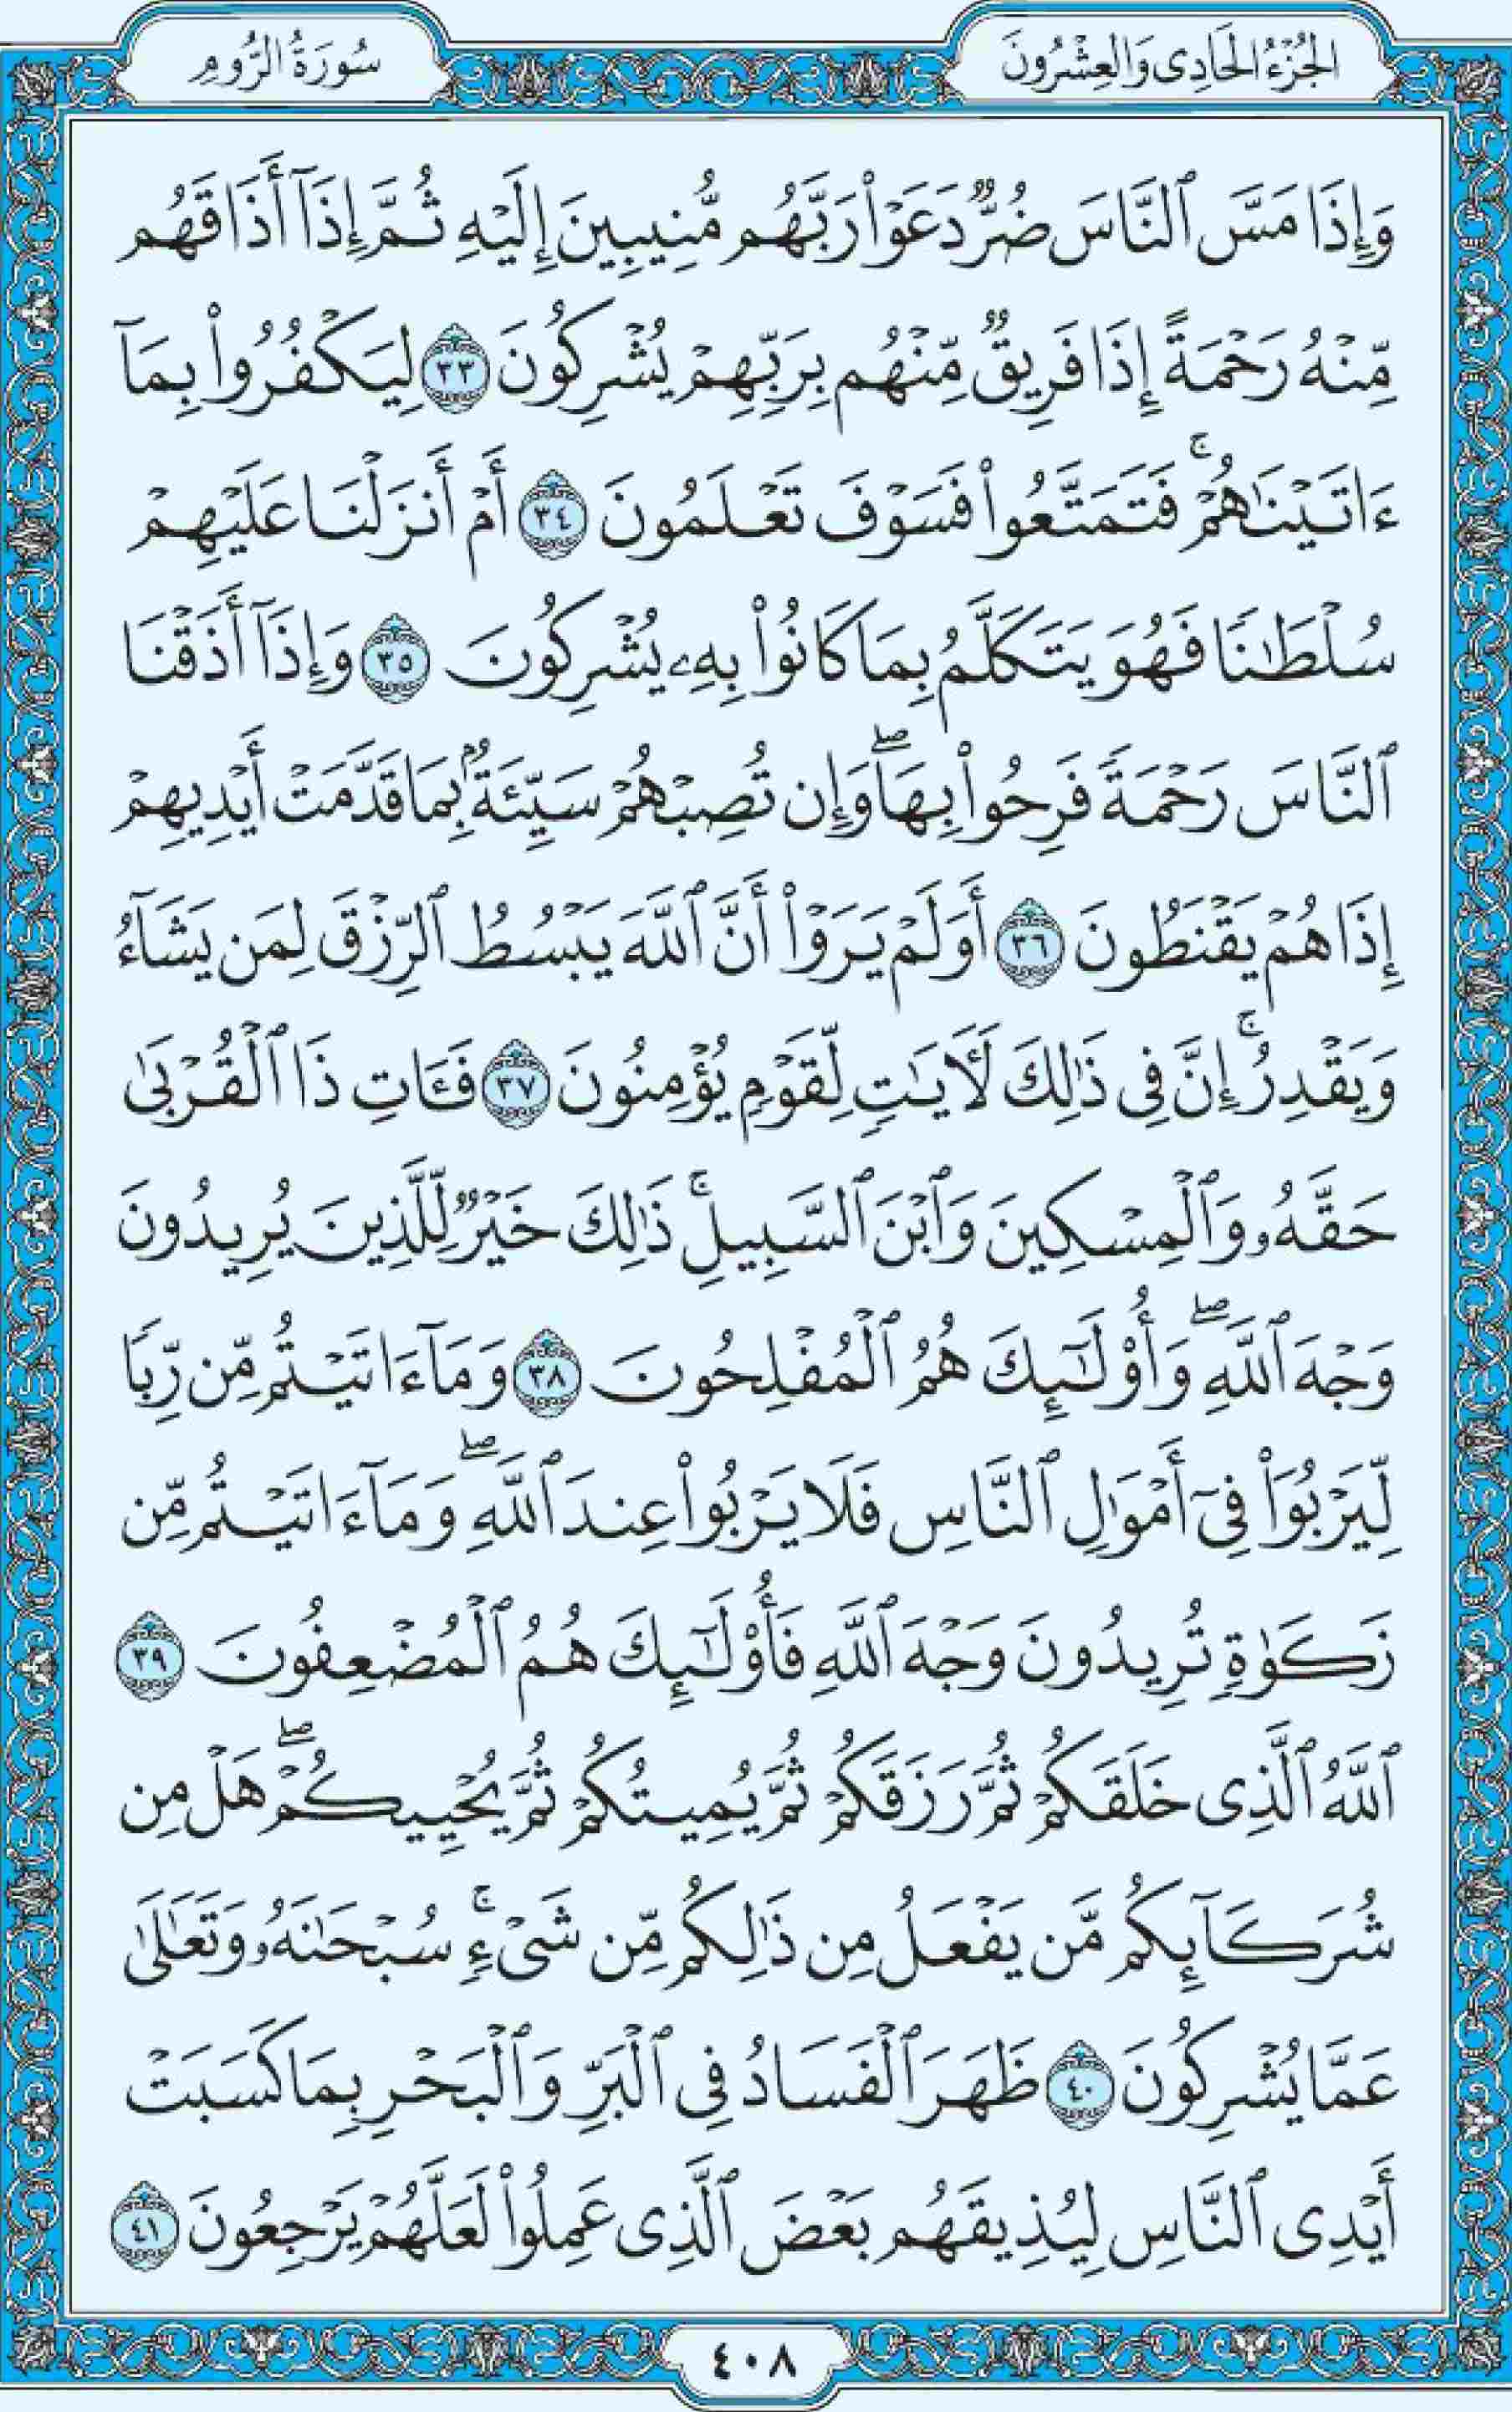 الجُزْءُ الحَادِى وَالعِشْرُونَ
سُورَةُ الرُّومِ
وَإِذَا مَسَّ ٱلنَّاسَ ضُرٌّ دَعَوْا۟ رَبَّهُم مُّنِيبِينَ إِلَيْهِ ثُمَّ إِذَآ أَذَاقَهُم
مِّنْهُ رَحْمَةً إِذَا فَرِيقٌ مِّنْهُم بِرَبِّهِمْ يُشْرِكُونَ ٣٣ لِيَكْفُرُوا۟ بِمَآ
ءَاتَيْنَٰهُمْ ۚ فَتَمَتَّعُوا۟ فَسَوْفَ تَعْلَمُونَ ٣٤ أَمْ أَنزَلْنَا عَلَيْهِمْ
سُلْطَٰنًا فَهُوَ يَتَكَلَّمُ بِمَا كَانُوا۟ بِهِۦ يُشْرِكُونَ ٣٥ وَإِذَآ أَذَقْنَا
ٱلنَّاسَ رَحْمَةً فَرِحُوا۟ بِهَا ۖ وَإِن تُصِبْهُمْ سَيِّئَةٌۢ بِمَا قَدَّمَتْ أَيْدِيهِمْ
إِذَا هُمْ يَقْنَطُونَ ٣٦ أَوَلَمْ يَرَوْا۟ أَنَّ ٱللَّهَ يَبْسُطُ ٱلرِّزْقَ لِمَن يَشَآءُ
وَيَقْدِرُ ۚ إِنَّ فِى ذَٰلِكَ لَـَٔايَٰتٍ لِّقَوْمٍ يُؤْمِنُونَ ٣٧ فَـَٔاتِ ذَا ٱلْقُرْبَىٰ
حَقَّهُۥ وَٱلْمِسْكِينَ وَٱبْنَ ٱلسَّبِيلِ ۚ ذَٰلِكَ خَيْرٌ لِّلَّذِينَ يُرِيدُونَ
وَجْهَ ٱللَّهِ ۖ وَأُو۟لَٰٓئِكَ هُمُ ٱلْمُفْلِحُونَ ٣٨ وَمَآ ءَاتَيْتُم مِّن رِّبًا
لِّيَرْبُوَا۟ فِىٓ أَمْوَٰلِ ٱلنَّاسِ فَلَا يَرْبُوا۟ عِندَ ٱللَّهِ ۖ وَمَآ ءَاتَيْتُم مِّن
زَكَوٰةٍ تُرِيدُونَ وَجْهَ ٱللَّهِ فَأُو۟لَٰٓئِكَ هُمُ ٱلْمُضْعِفُونَ ٣٩
ٱللَّهُ ٱلَّذِى خَلَقَكُمْ ثُمَّ رَزَقَكُمْ ثُمَّ يُمِيتُكُمْ ثُمَّ يُحْيِيكُمْ ۖ هَلْ مِن
شُرَكَآئِكُم مَّن يَفْعَلُ مِن ذَٰلِكُم مِّن شَىْءٍ ۚ سُبْحَٰنَهُۥ وَتَعَٰلَىٰ
عَمَّا يُشْرِكُونَ ٤٠ ظَهَرَ ٱلْفَسَادُ فِى ٱلْبَرِّ وَٱلْبَحْرِ بِمَا كَسَبَتْ
أَيْدِى ٱلنَّاسِ لِيُذِيقَهُم بَعْضَ ٱلَّذِى عَمِلُوا۟ لَعَلَّهُمْ يَرْجِعُونَ ٤١
٤٠٨